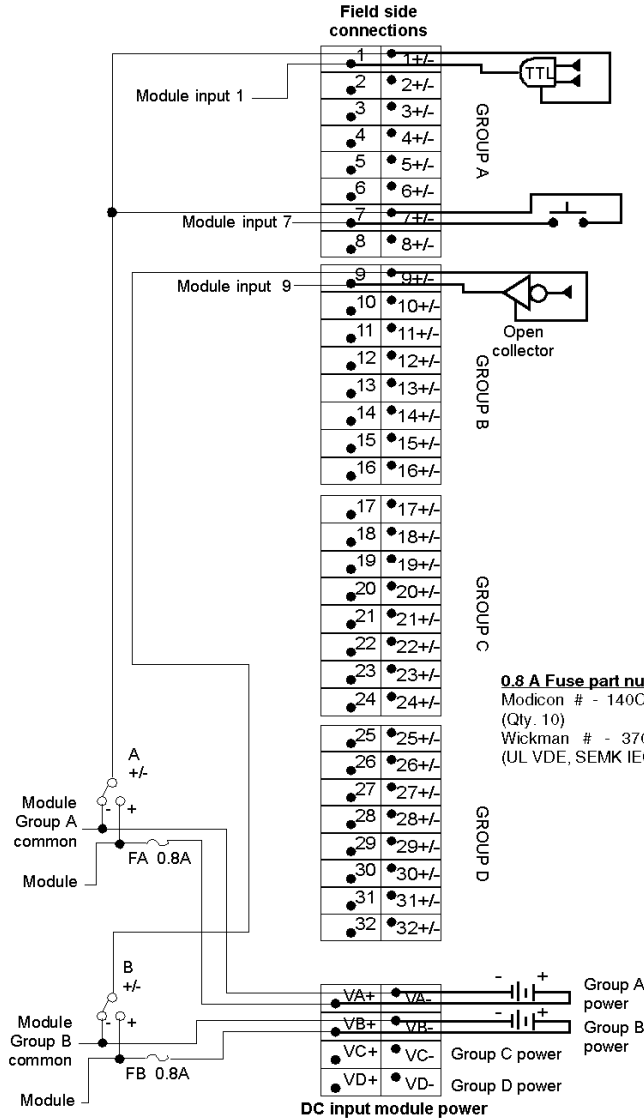 Field side
connections
1 1+/-
TTL
2 2+/-
Module input 1
3 3+/-
4 4+/-
GROUP A
5 5+/-
6 6+/-
7 7+/-
Module input 7
8 8+/-
9 9+/-
Module input 9
10 10+/-
Open
collector
11 11+/-
12 12+/-
GROUP B
13 13+/-
14 14+/-
15 15+/-
16 16+/-
17 17+/-
18 18+/-
19 19+/-
20 20+/-
GROUP C
21 21+/-
22 22+/-
23 23+/-
24 24+/-
0.8 A Fuse part nu
Modicon # - 140C
(Qty. 10)
Wickman # - 370
(UL VDE, SEMK IEC
25 25+/-
26 26+/-
27 27+/-
28 28+/-
GROUP D
29 29+/-
30 30+/-
31 31+/-
32 32+/-
A
+/-
- +
Module
Group A
common
FA 0.8A
Module
B
+/-
- +
Module
Group B
common
FB 0.8A
Module
VA+ VA-
- +
Group A
power
VB+ VB-
- +
Group B
power
VC+ VC- Group C power
VD+ VD- Group D power
DC input module power